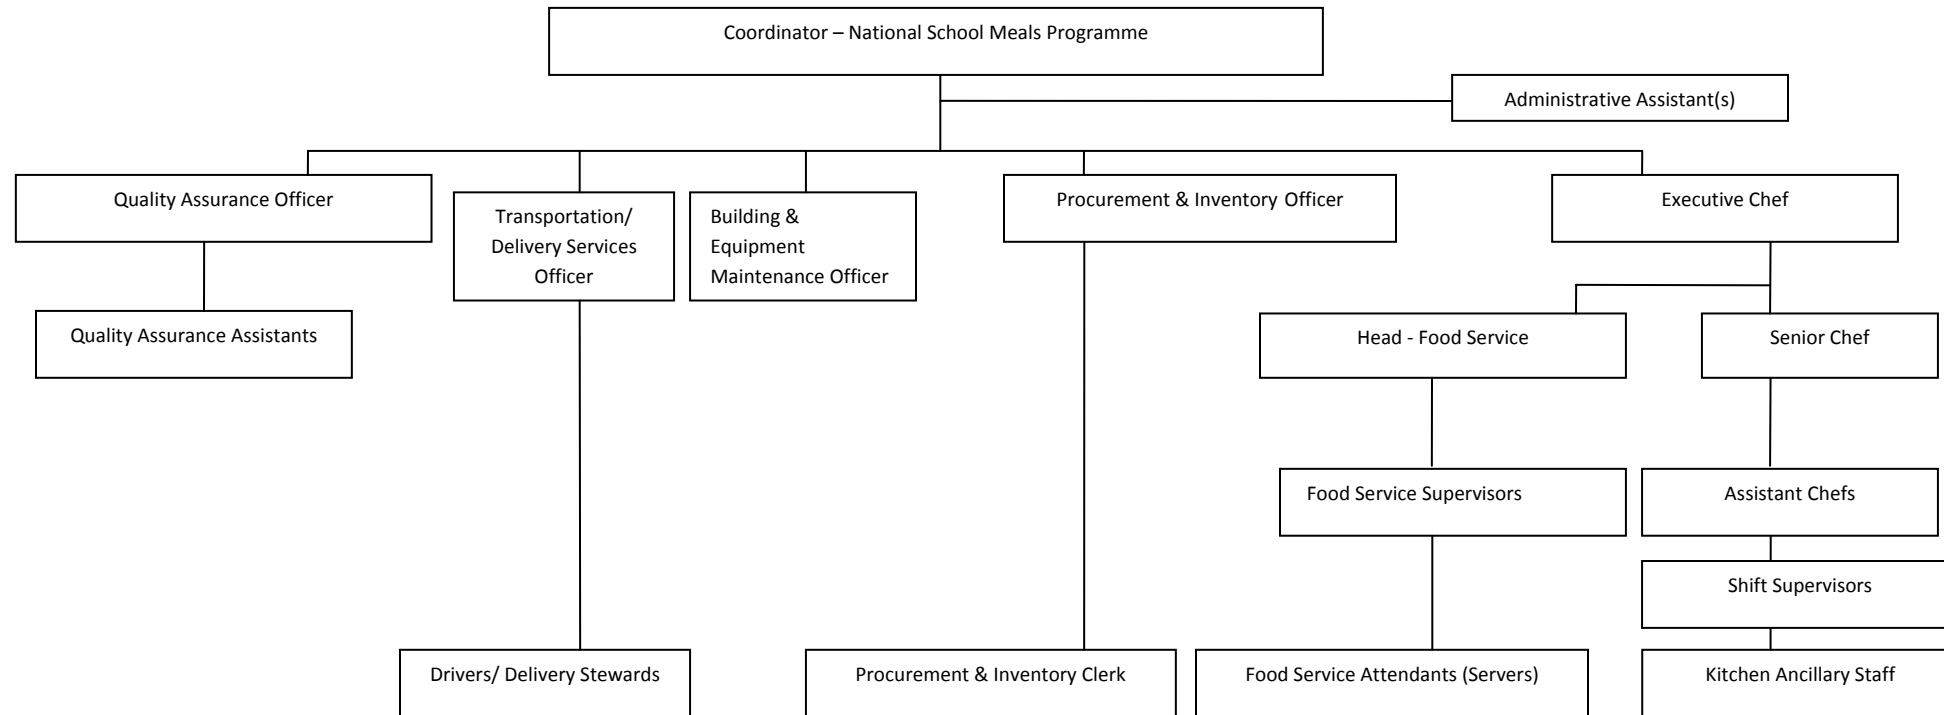 Coordinator – National School Meals Programme
Administrative Assistant(s)
Quality Assurance Officer
Transportation/
Delivery Services
Officer
Building &
Equipment
Maintenance Officer
Procurement & Inventory Officer
Executive Chef
Quality Assurance Assistants
Head - Food Service
Senior Chef
Food Service Supervisors
Assistant Chefs
Shift Supervisors
Drivers/ Delivery Stewards
Procurement & Inventory Clerk
Food Service Attendants (Servers)
Kitchen Ancillary Staff